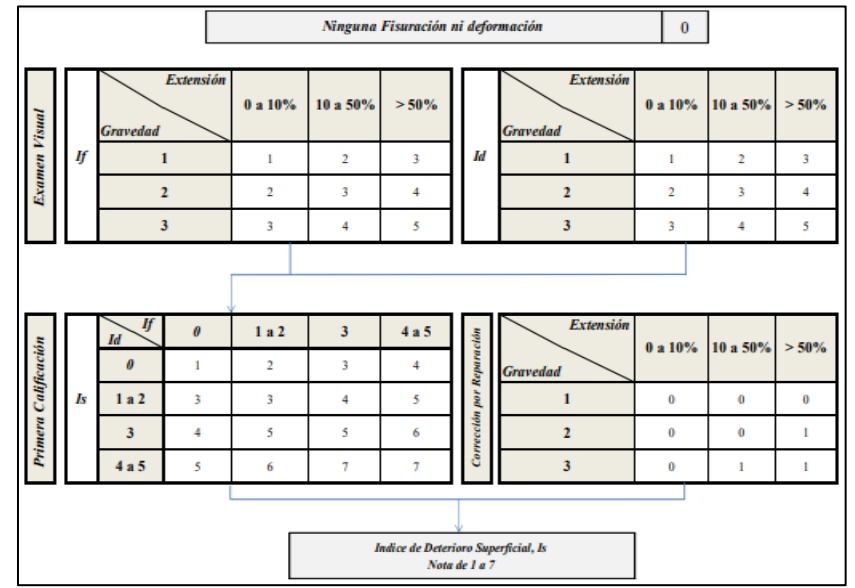 Ninguna Fisuración ni deformación 0
Examen Visual
If
Extensión
Gravedad
0 a 10% 10 a 50% > 50%
1 1 2 3
2 2 3 4
3 3 4 5
Id
Extensión
Gravedad
0 a 10% 10 a 50% > 50%
1 1 2 3
2 2 3 4
3 3 4 5
Primera Calificación
Is
If
Id
0 1 a 2 3 4 a 5
0 1 2 3 4
1 a 2 3 3 4 5
3 4 5 5 6
4 a 5 5 6 7 7
Corrección por Reparación
Extensión
Gravedad
0 a 10% 10 a 50% > 50%
1 0 0 0
2 0 0 1
3 0 1 1
Indice de Deterioro Superficial, Is
Nota de 1 a 7